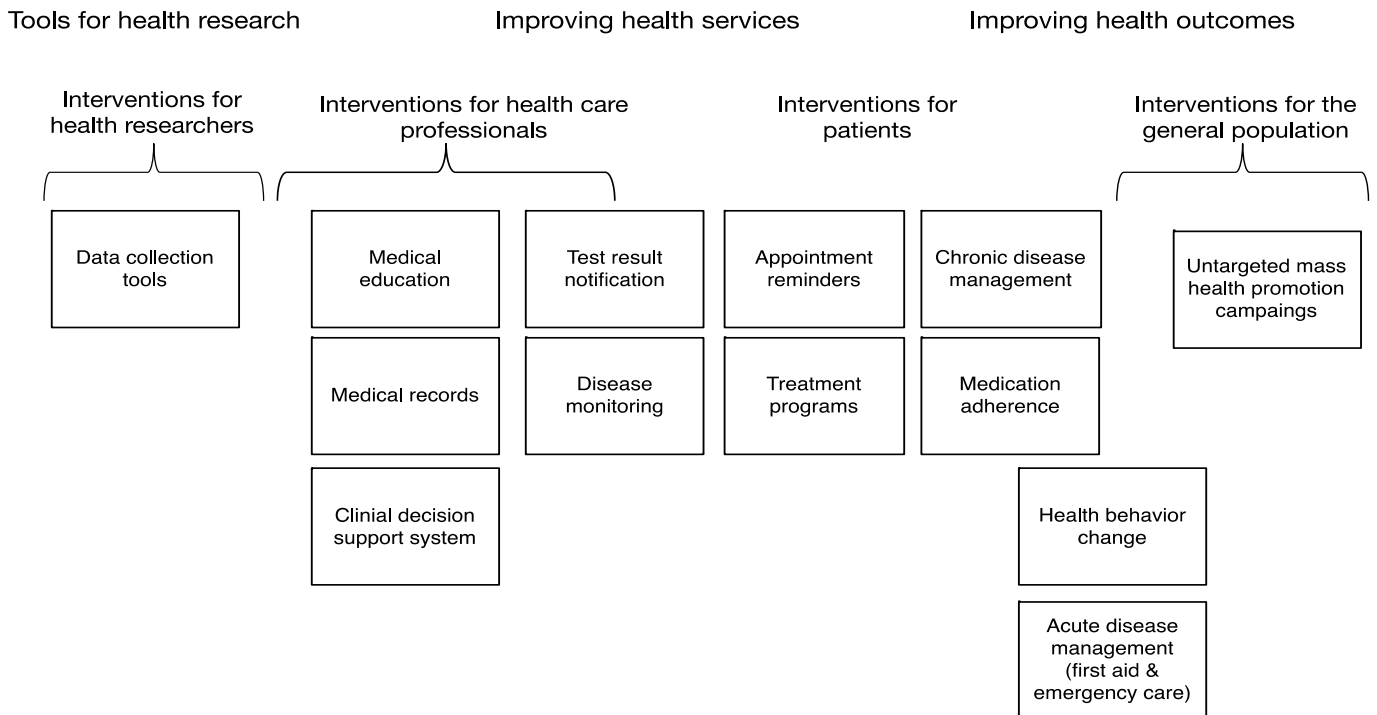 Tools for health research
Improving health services
Improving health outcomes
Interventions for
health researchers
Interventions for health care
professionals
Interventions for
patients
Interventions for the
general population
Data collection
tools
Medical
education
Test result
notification
Appointment
reminders
Chronic disease
management
Untargeted mass
health promotion
campaings
Medical records
Disease
monitoring
Treatment
programs
Medication
adherence
Clinial decision
support system
Health behavior
change
Acute disease
management
(first aid &
emergency care)